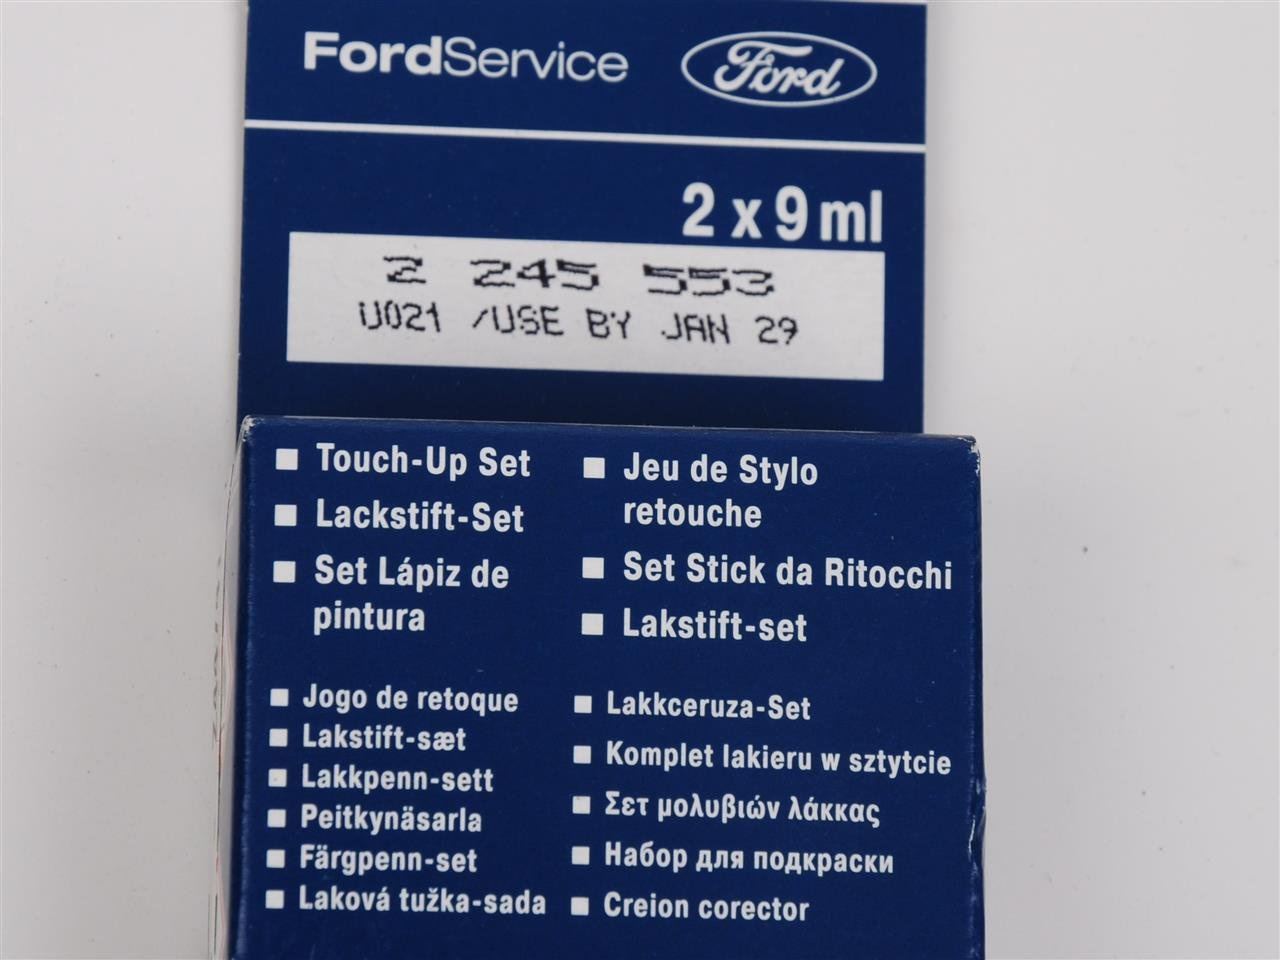 FordService Ford
2 x 9 ml
2 245 553
U021 /USE BY JAN 29
Touch-Up Set
Lackstift-Set
Set Lápiz de
pintura
Jeu de Stylo
retouche
Set Stick da Ritocchi
Lakstift-set
Jogo de retoque
Lakstift-sæt
Lakkpenn-sett
Peitkynäsarla
Färgpenn-set
Laková tužka-sada
Lakkceruza-Set
Komplet lakieru w sztytcie
Σετ μολυβιών λάκκας
Набор для подкраски
Creion corector